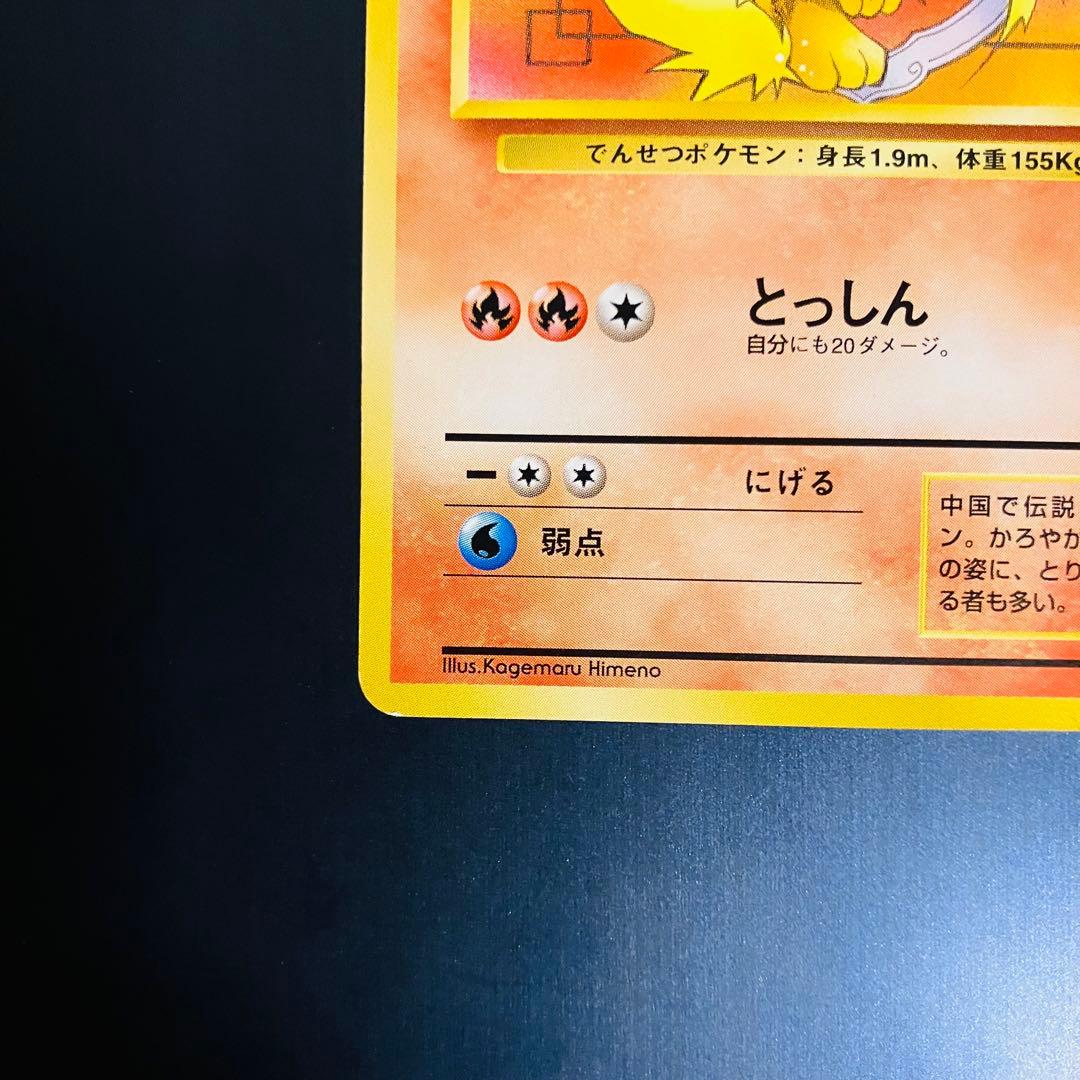 でんせつポケモン：身長1.9m、体重155Kg
とっしん
自分にも20ダメージ。
にげる
弱点
中国で伝説
ン。かろやか
の姿に、とり
る者も多い。
Illus.Kagemaru Himeno